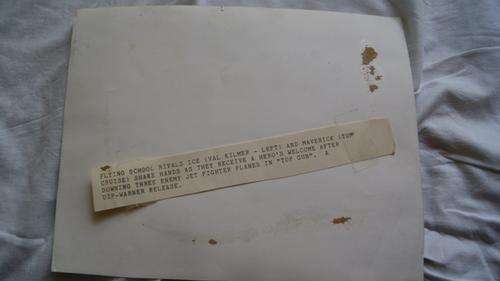 FLYING SCHOOL RIVALS ICE (VAL KILMER - LEFT) AND MAVERICK (TOM
CRUISE) SHAKE HANDS AS THEY RECEIVE A HERO'S WELCOME AFTER
DOWNING THREE ENEMY JET FIGHTER PLANES IN "TOP GUN". A
UIP-WARNER RELEASE.